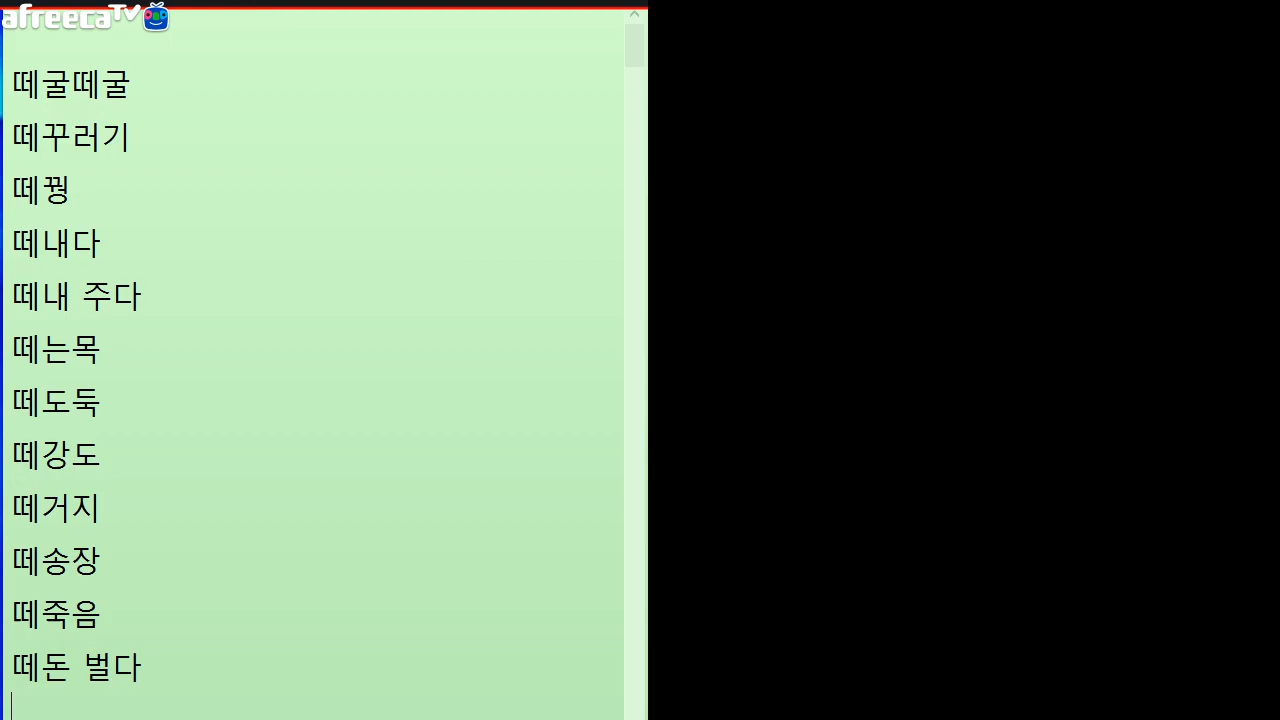 afreecaTV
떼굴떼굴
떼꾸러기
떼꿩
떼내다
떼내 주다
떼는목
떼도둑
떼강도
떼거지
떼송장
떼죽음
떼돈 벌다